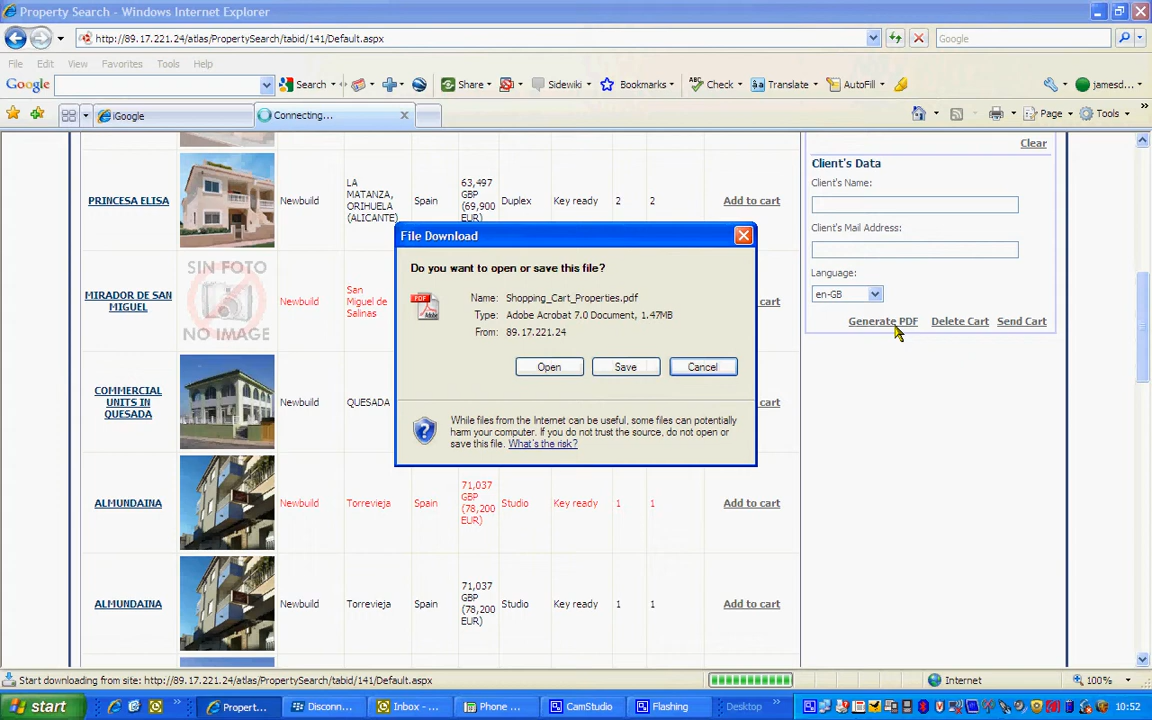 Property Search - Windows Internet Explorer
http://89.17.221.24/atlas/PropertySearch/tabid/141/Default.aspx
Google
File Edit View Favorites Tools Help
Google Search Share Sidewiki Bookmarks Check Translate AutoFill jamesd...
iGoogle Connecting... Page Tools
PRINCESA ELISA
Newbuild
LA
MATANZA,
ORIHUELA
(ALICANTE)
Spain
63,497
GBP
(69,900
EUR)
Duplex
Key ready
2
2
Add to cart
MIRADOR DE SAN
MIGUEL
SIN FOTO
NO IMAGE
Newbuild
San
Miguel de
Salinas
cart
COMMERCIAL
UNITS IN
QUESADA
Newbuild
QUESADA
cart
ALMUNDAINA
Newbuild
Torrevieja
Spain
71,037
GBP
(78,200
EUR)
Studio
Key ready
1
1
Add to cart
ALMUNDAINA
Newbuild
Torrevieja
Spain
71,037
GBP
(78,200
EUR)
Studio
Key ready
1
1
Add to cart
Clear
Client's Data
Client's Name:
Client's Mail Address:
Language:
en-GB
Generate PDF Delete Cart Send Cart
File Download
Do you want to open or save this file?
PDF
Adobe
Name: Shopping_Cart_Properties.pdf
Type: Adobe Acrobat 7.0 Document, 1.47MB
From: 89.17.221.24
Open Save Cancel
While files from the Internet can be useful, some files can potentially
harm your computer. If you do not trust the source, do not open or
save this file. What's the risk?
Start downloading from site: http://89.17.221.24/atlas/PropertySearch/tabid/141/Default.aspx
Internet
100%
start Propert... Disconn... Inbox - ... Phone ... CamStudio Flashing Desktop 10:52